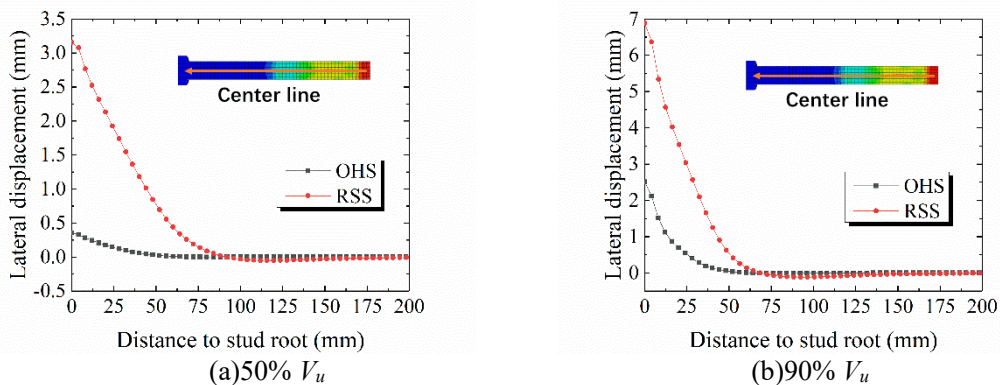 3.5
3.0
2.5
2.0
1.5
1.0
0.5
0.0
-0.5
Lateral displacement (mm)
Center line
OHS
RSS
0 25 50 75 100 125 150 175 200
Distance to stud root (mm)
(a)50% Vu
7
6
5
4
3
2
1
0
Lateral displacement (mm)
Center line
OHS
RSS
0 25 50 75 100 125 150 175 200
Distance to stud root (mm)
(b)90% Vu